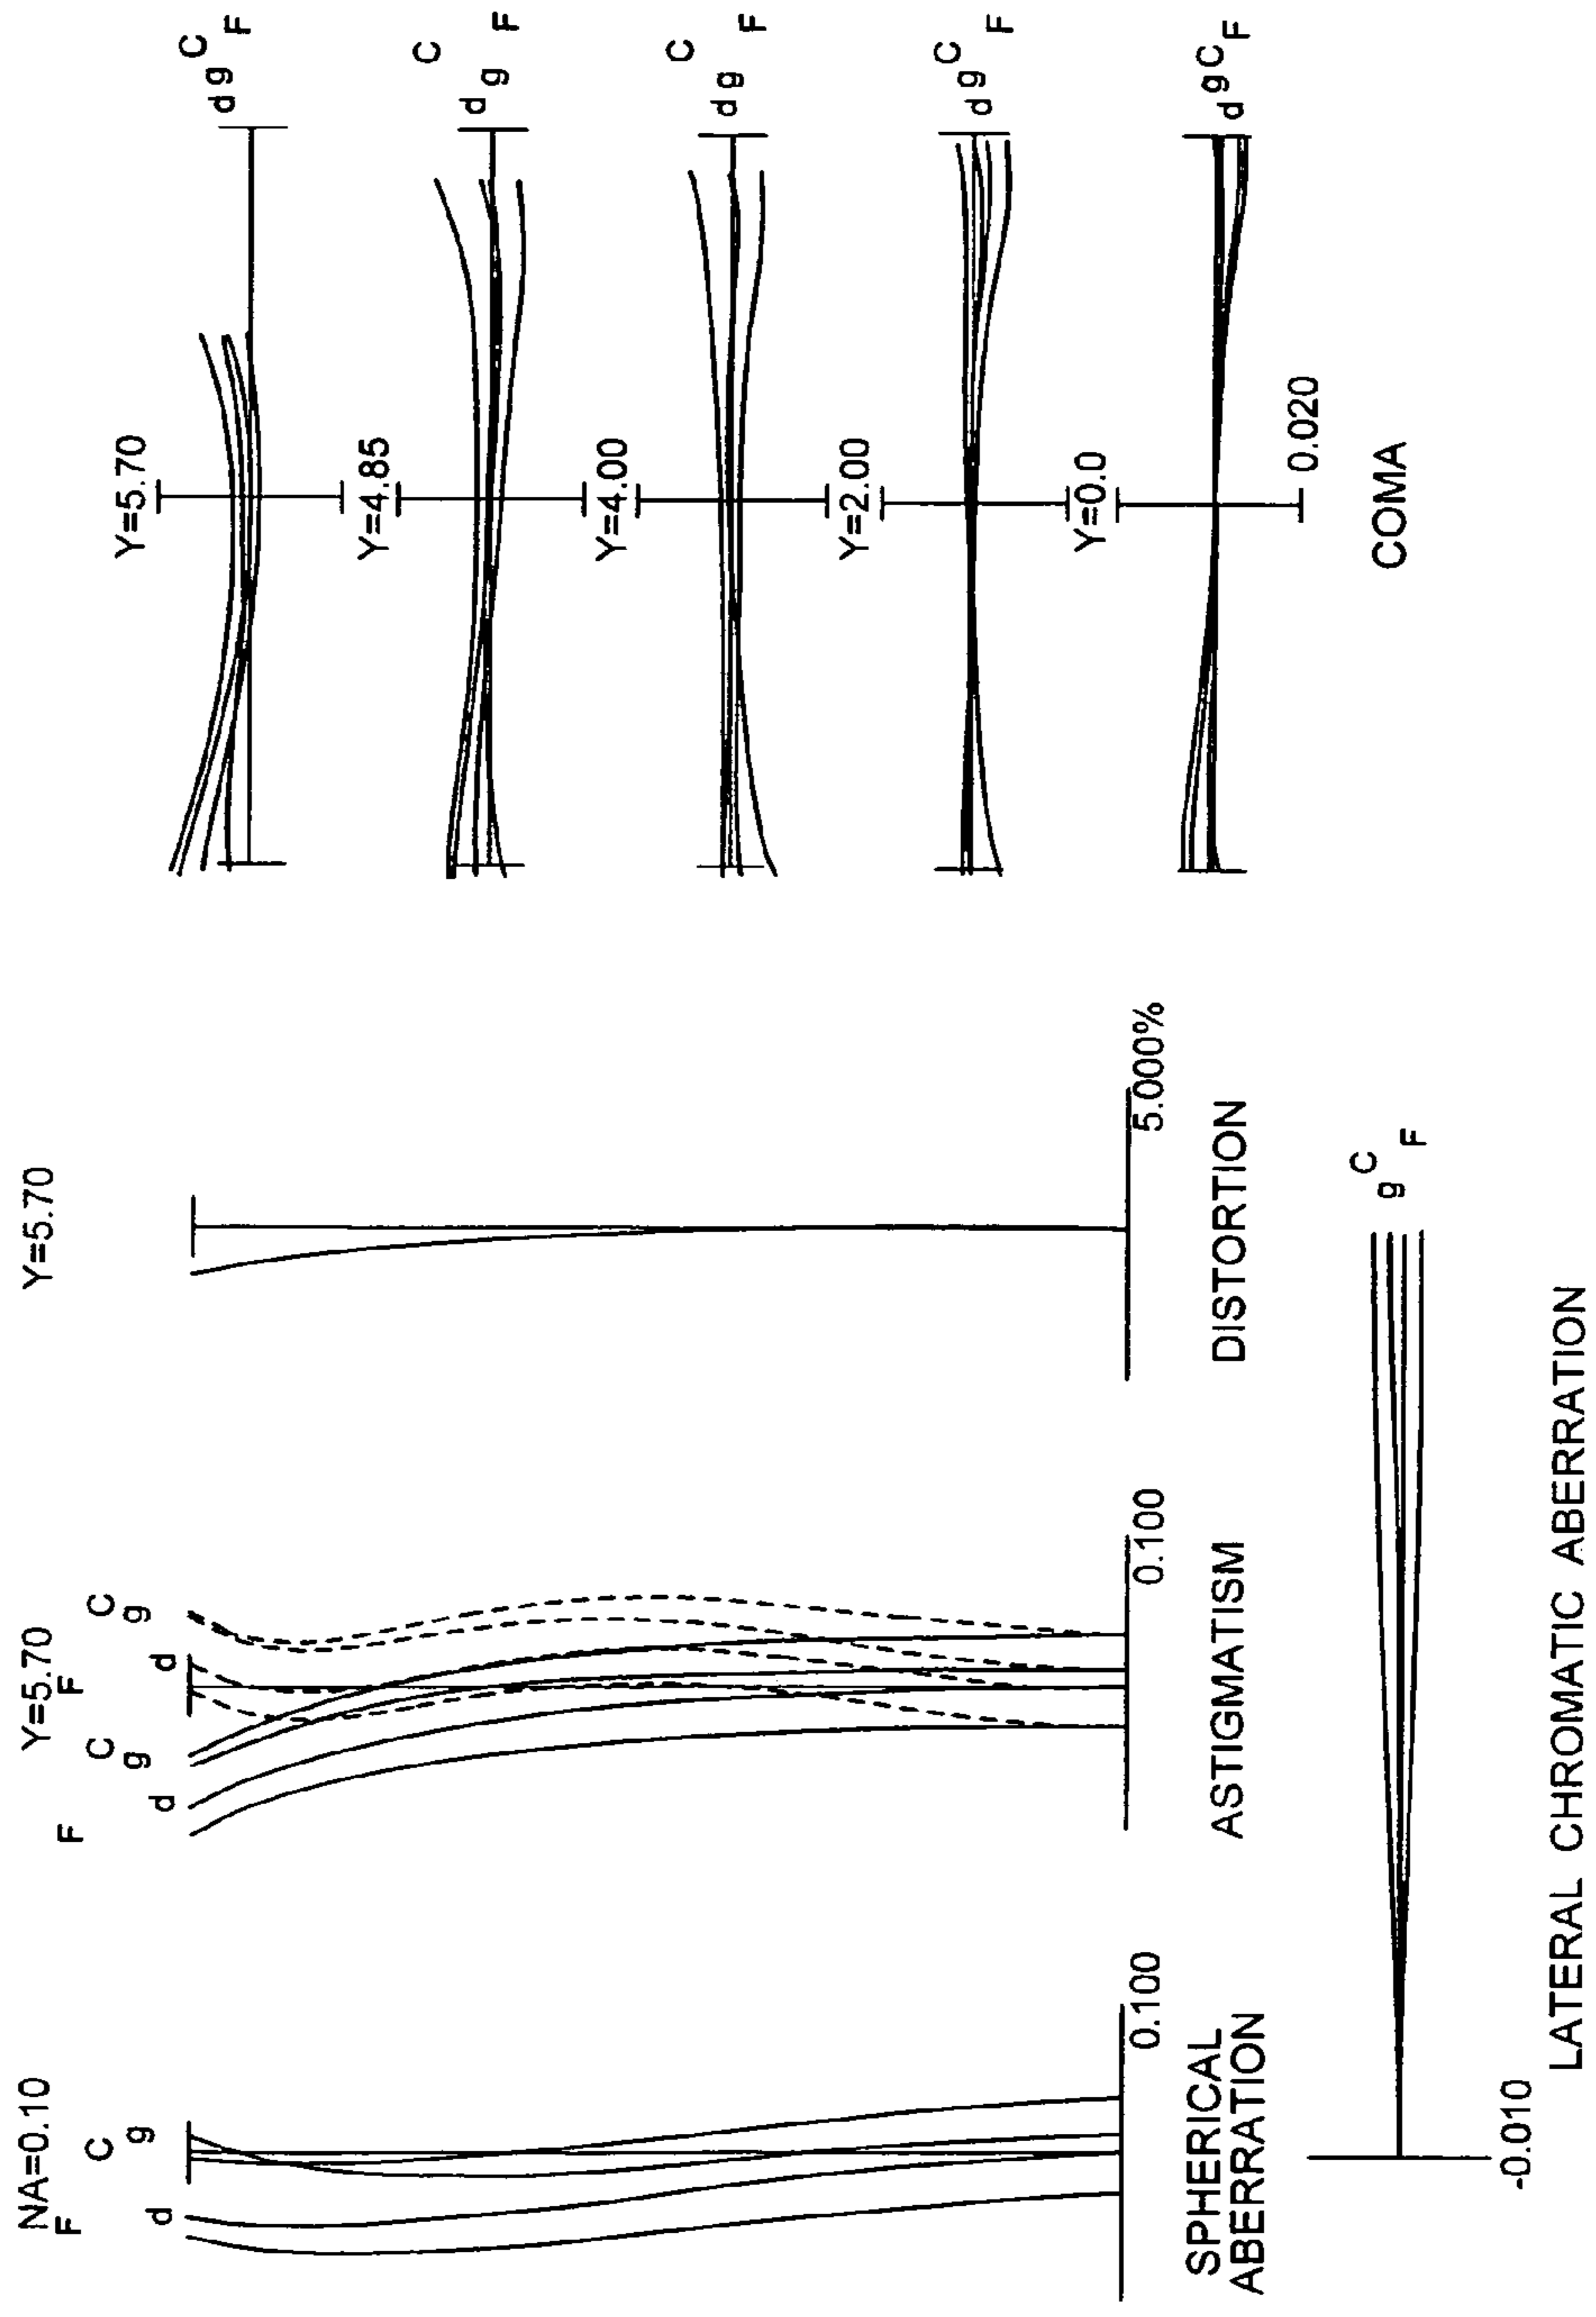 NA=0.10
F
C
g
d
0.100
SPHERICAL
ABERRATION
Y=5.70
F C F C
d g d g
0.100
ASTIGMATISM
Y=5.70
5.000%
DISTORTION
Y=5.70
C
d g F
Y=4.85
C
d g F
Y=4.00
C
d g F
Y=2.00
C
d g F
Y=0.0
d g C F
0.020
COMA
-0.010
g C
F
LATERAL CHROMATIC ABERRATION